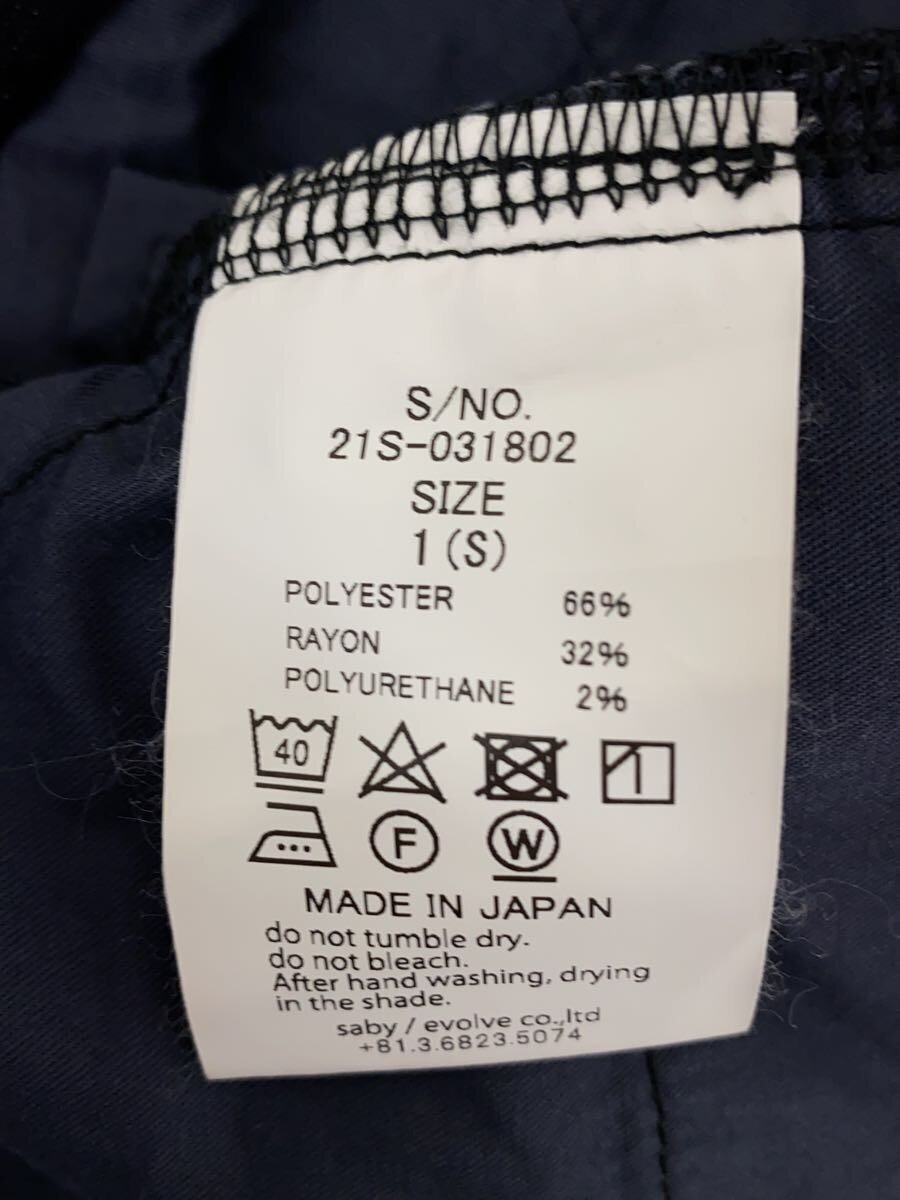 S/NO.
21S-031802
SIZE
1(S)
POLYESTER 66%
RAYON 32%
POLYURETHANE 2%
40
F W
MADE IN JAPAN
do not tumble dry.
do not bleach.
After hand washing, drying
in the shade.
saby / evolve co.,ltd
+81.3.6823.5074